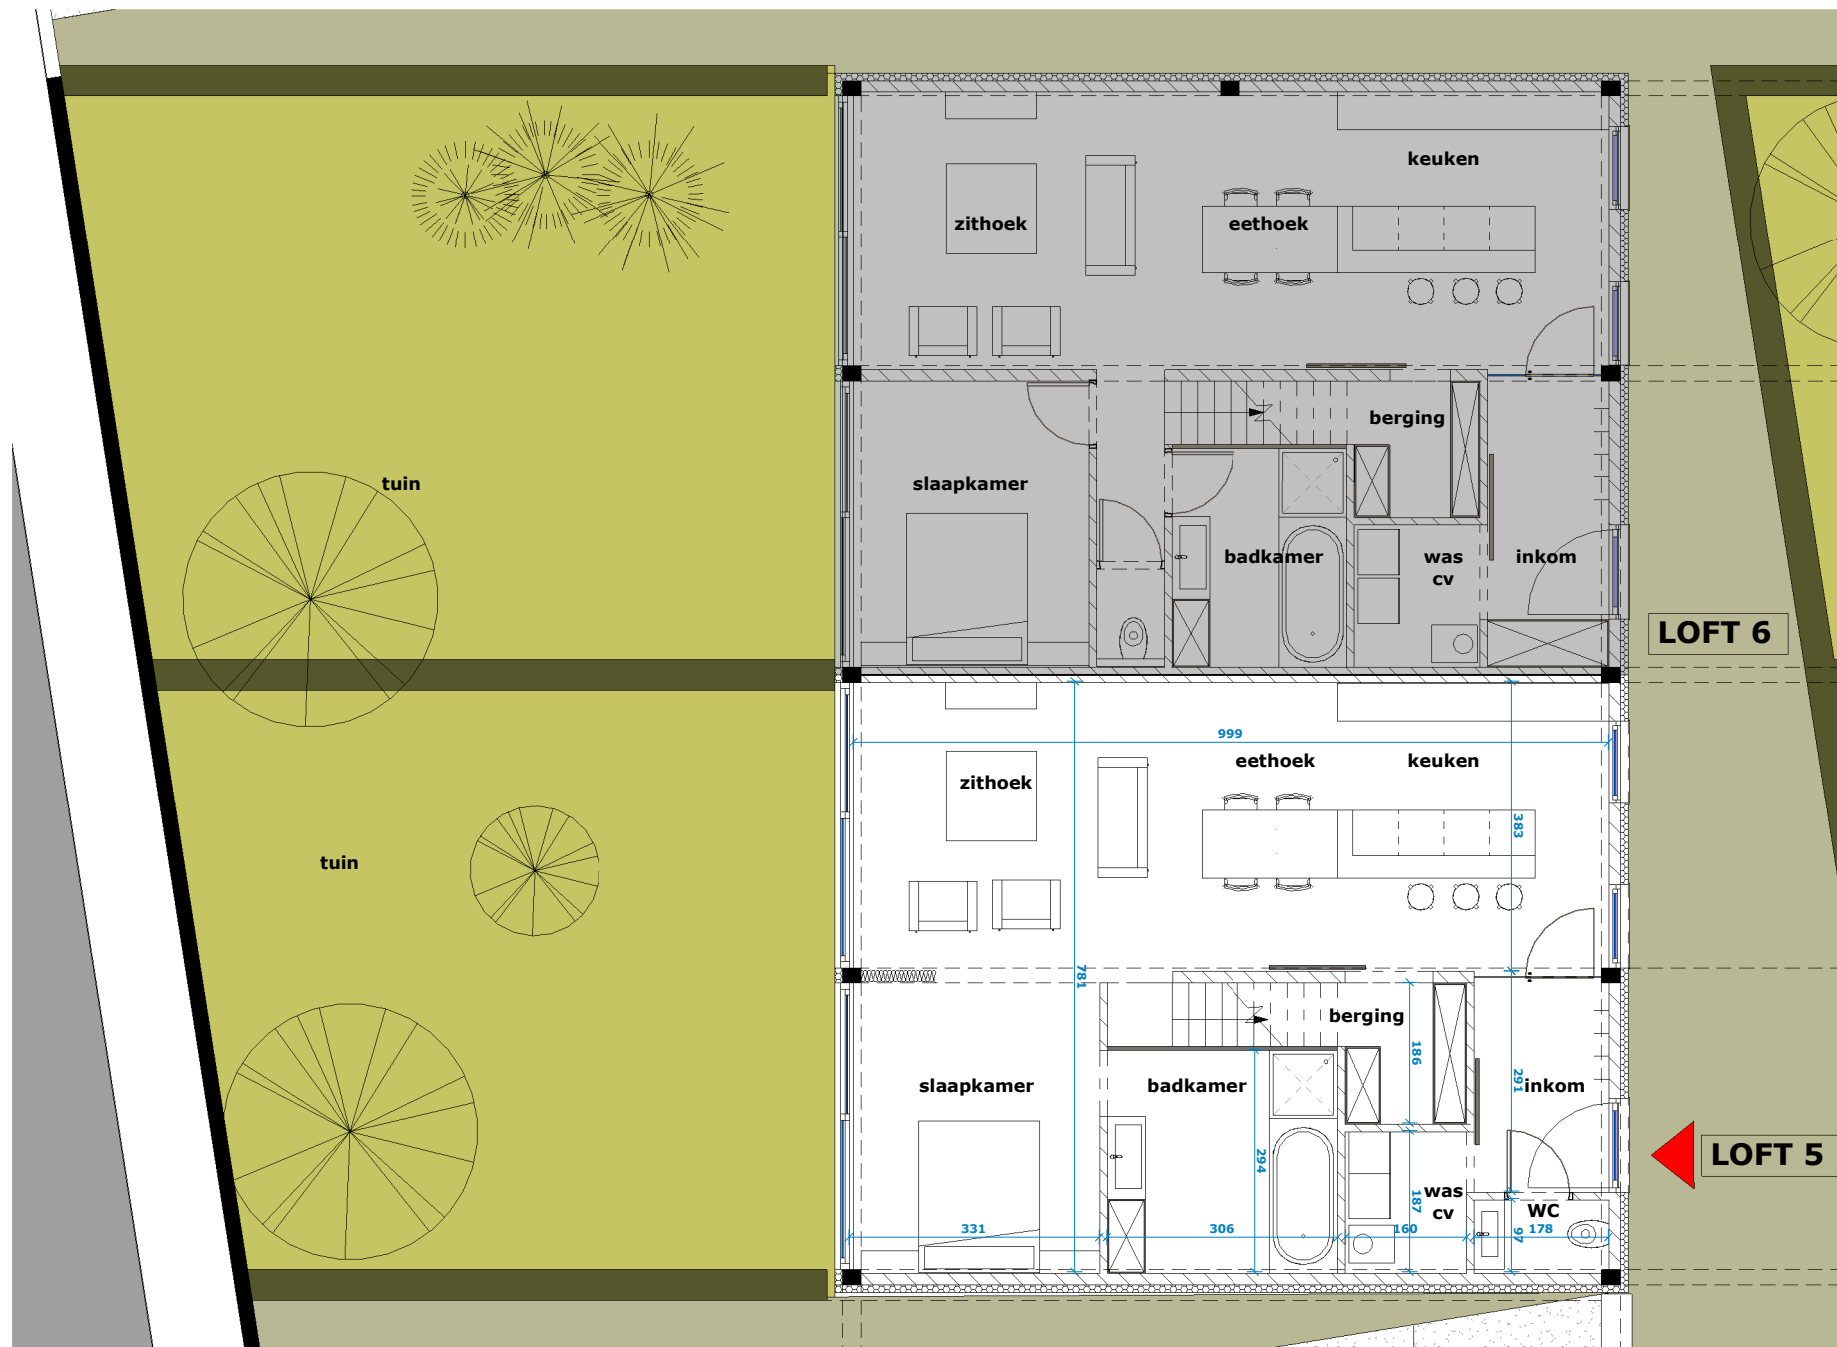 keuken
zithoek
eethoek
berging
tuin
slaapkamer
badkamer
was
cv
inkom
LOFT 6
999
eethoek
keuken
zithoek
383
tuin
781
berging
186
slaapkamer
badkamer
291
inkom
294
LOFT 5
187
was
cv
WC
331
306
160
97
178